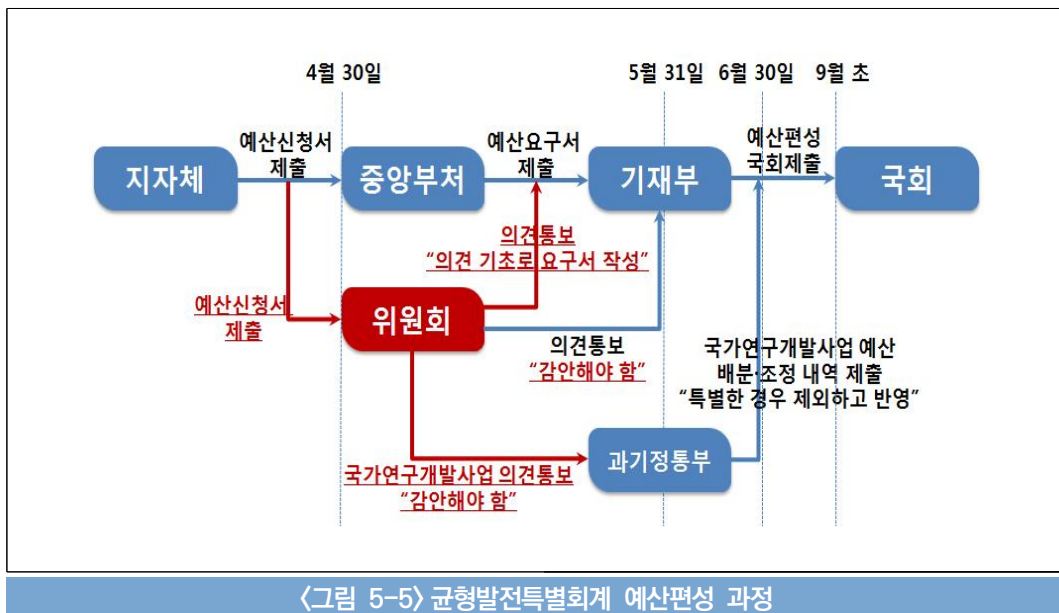 4월 30일
5월 31일
6월 30일
9월 초
예산신청서
제출
예산요구서
제출
예산편성
국회제출
지자체
중앙부처
기재부
국회
의견통보
“의견 기초로 요구서 작성”
예산신청서
제출
위원회
의견통보
“감안해야 함”
국가연구개발사업 예산
배분·조정 내역 제출
“특별한 경우 제외하고 반영”
과기정통부
국가연구개발사업 의견통보
“감안해야 함”
<그림 5-5> 균형발전특별회계 예산편성 과정